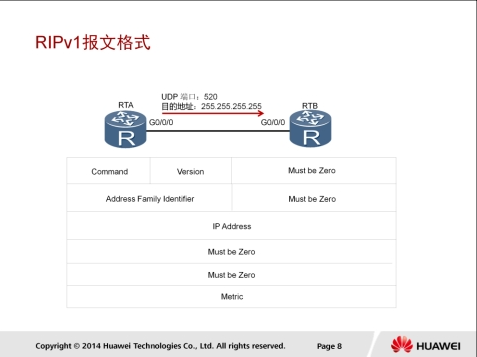 RIPv1报文格式
UDP 端口：520
目的地址：255.255.255.255
RTA
RTB
G0/0/0
G0/0/0
R
R
Command
Version
Must be Zero
Address Family Identifier
Must be Zero
IP Address
Must be Zero
Must be Zero
Metric
Copyright © 2014 Huawei Technologies Co., Ltd. All rights reserved.
Page 8
HUAWEI